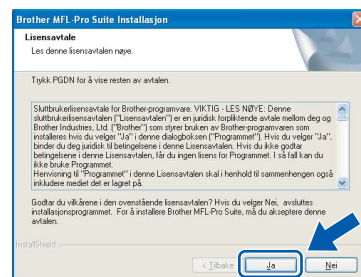 Brother MFL-Pro Suite Installasjon
Lisensavtale
Les denne lisensavtalen nøye.
Trykk PGDN for å vise resten av avtalen.
Sluttbrukerlisensavtale for Brother-programvare. VIKTIG - LES NØYE: Denne
sluttbrukerlisensavtalen ("Lisensavtalen") er en juridisk forpliktende avtale mellom deg og
Brother Industries, Ltd. ("Brother") som styrer bruken av Brother-programvaren som
installeres hvis du velger "Ja" i denne dialogboksen ("Programmet"). Hvis du velger "Ja",
binder du deg juridisk til betingelsene i denne Lisensavtalen. Hvis du ikke godtar
betingelsene i denne Lisensavtalen, får du ingen lisens for Programmet. I så fall kan du
ikke bruke Programmet.
Henvisning til "Programmet" i denne Lisensavtalen skal i henhold til sammenhengen også
inkludere mediet det er lagret på.
Godtar du vilkårene i den ovenstående lisensavtalen? Hvis du velger Nei, avsluttes
installasjonsprogrammet. For å installere Brother MFL-Pro Suite, må du akseptere denne
avtalen.
InstallShield
< Tilbake
Ja
Nei